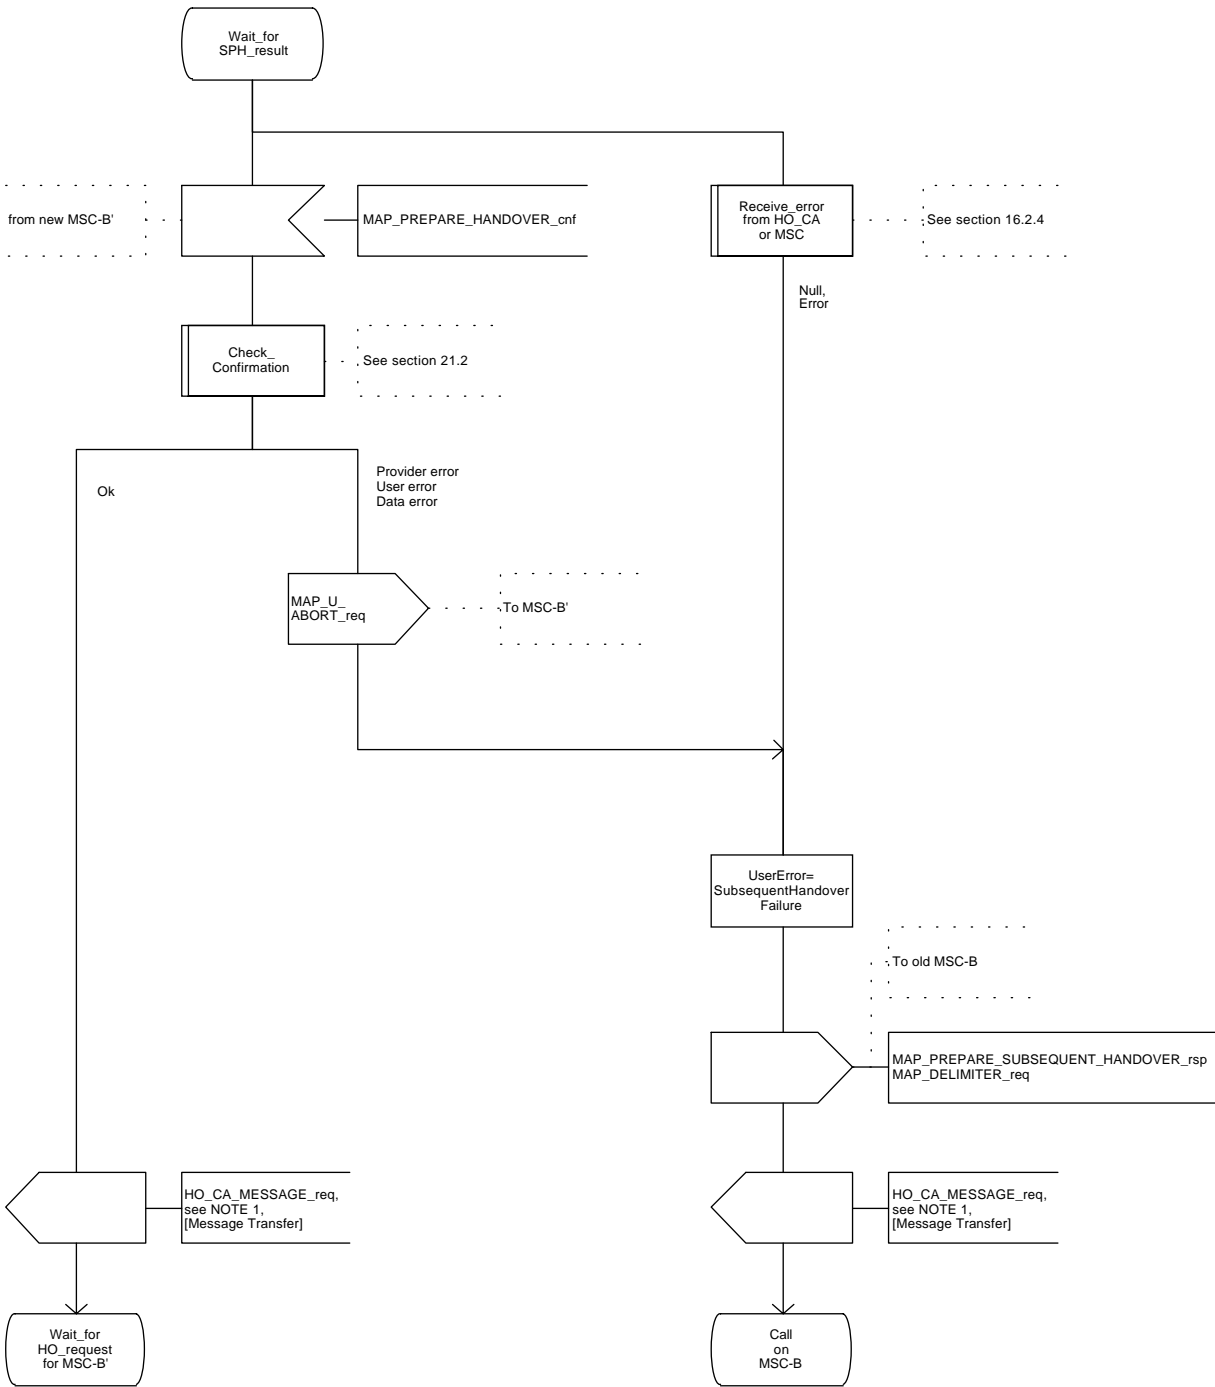 Wait_for
SPH_result
from new MSC-B'
MAP_PREPARE_HANDOVER_cnf
Receive_error
from HO_CA
or MSC
See section 16.2.4
Null,
Error
Check_
Confirmation
See section 21.2
Ok
Provider error
User error
Data error
MAP_U_
ABORT_req
To MSC-B'
UserError=
SubsequentHandover
Failure
To old MSC-B
MAP_PREPARE_SUBSEQUENT_HANDOVER_rsp
MAP_DELIMITER_req
HO_CA_MESSAGE_req,
see NOTE 1,
[Message Transfer]
HO_CA_MESSAGE_req,
see NOTE 1,
[Message Transfer]
Wait_for
HO_request
for MSC-B'
Call
on
MSC-B